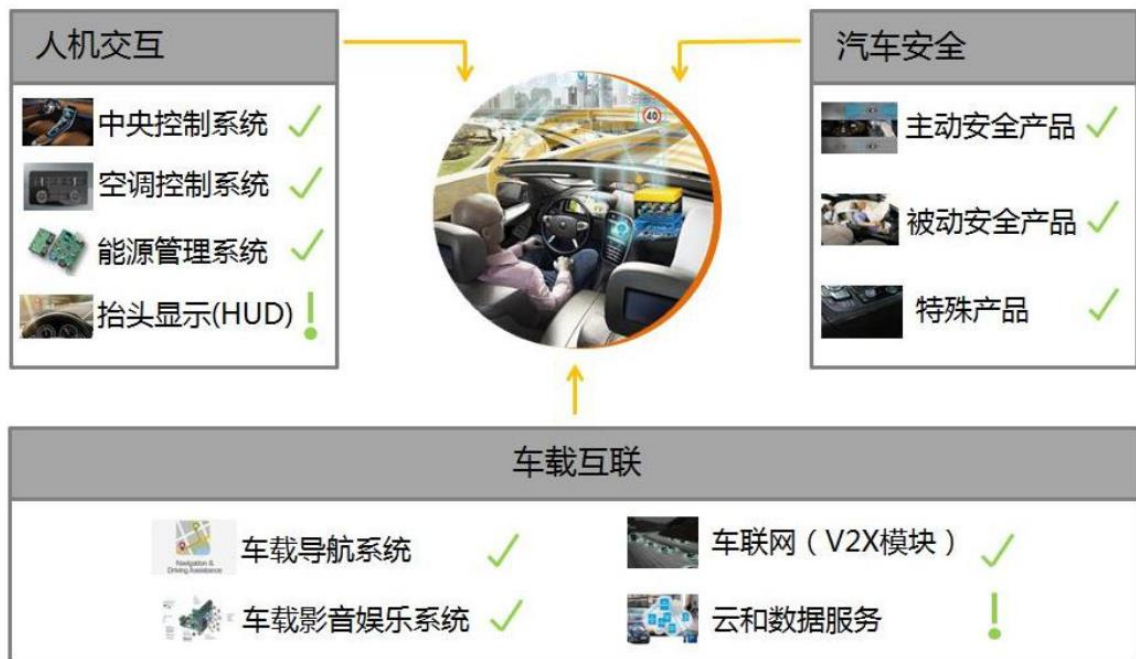 人机交互
中央控制系统
空调控制系统
能源管理系统
抬头显示(HUD)
40
汽车安全
主动安全产品
被动安全产品
特殊产品
车载互联
Navigation &
Driving Assistance
车载导航系统
车载影音娱乐系统
车联网（V2X模块）
云和数据服务